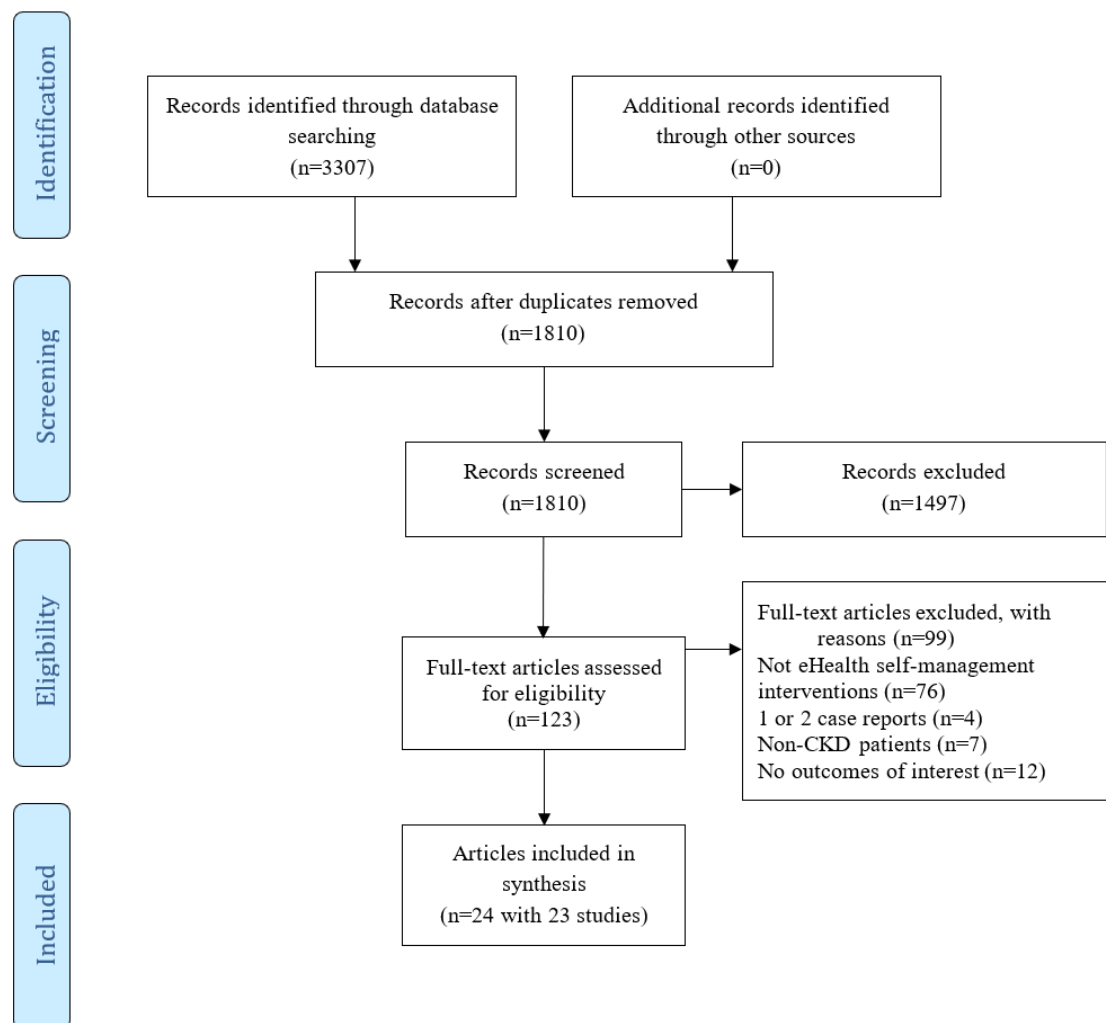 Identification
Records identified through database
searching
(n=3307)
Additional records identified
through other sources
(n=0)
Screening
Records after duplicates removed
(n=1810)
Records screened
(n=1810)
Records excluded
(n=1497)
Eligibility
Full-text articles assessed
for eligibility
(n=123)
Full-text articles excluded, with
reasons (n=99)
Not eHealth self-management
interventions (n=76)
1 or 2 case reports (n=4)
Non-CKD patients (n=7)
No outcomes of interest (n=12)
Included
Articles included in
synthesis
(n=24 with 23 studies)